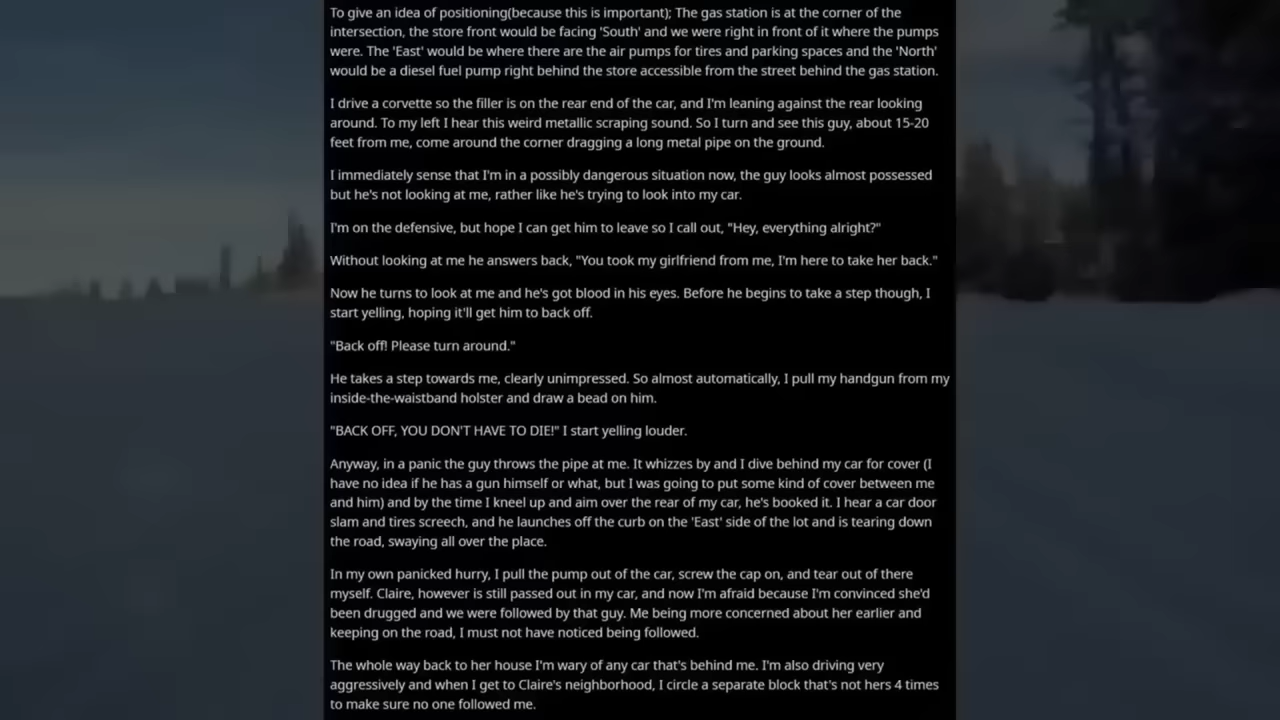 To give an idea of positioning(because this is important); The gas station is at the corner of the
intersection, the store front would be facing 'South' and we were right in front of it where the pumps
were. The 'East' would be where there are the air pumps for tires and parking spaces and the 'North'
would be a diesel fuel pump right behind the store accessible from the street behind the gas station.
I drive a corvette so the filler is on the rear end of the car, and I'm leaning against the rear looking
around. To my left I hear this weird metallic scraping sound. So I turn and see this guy, about 15-20
feet from me, come around the corner dragging a long metal pipe on the ground.
I immediately sense that I'm in a possibly dangerous situation now, the guy looks almost possessed
but he's not looking at me, rather like he's trying to look into my car.
I'm on the defensive, but hope I can get him to leave so I call out, "Hey, everything alright?"
Without looking at me he answers back, "You took my girlfriend from me, I'm here to take her back."
Now he turns to look at me and he's got blood in his eyes. Before he begins to take a step though, I
start yelling, hoping it'll get him to back off.
"Back off! Please turn around."
He takes a step towards me, clearly unimpressed. So almost automatically, I pull my handgun from my
inside-the-waistband holster and draw a bead on him.
"BACK OFF, YOU DON'T HAVE TO DIE!" I start yelling louder.
Anyway, in a panic the guy throws the pipe at me. It whizzes by and I dive behind my car for cover (I
have no idea if he has a gun himself or what, but I was going to put some kind of cover between me
and him) and by the time I kneel up and aim over the rear of my car, he's booked it. I hear a car door
slam and tires screech, and he launches off the curb on the 'East' side of the lot and is tearing down
the road, swaying all over the place.
In my own panicked hurry, I pull the pump out of the car, screw the cap on, and tear out of there
myself. Claire, however is still passed out in my car, and now I'm afraid because I'm convinced she'd
been drugged and we were followed by that guy. Me being more concerned about her earlier and
keeping on the road, I must not have noticed being followed.
The whole way back to her house I'm wary of any car that's behind me. I'm also driving very
aggressively and when I get to Claire's neighborhood, I circle a separate block that's not hers 4 times
to make sure no one followed me.